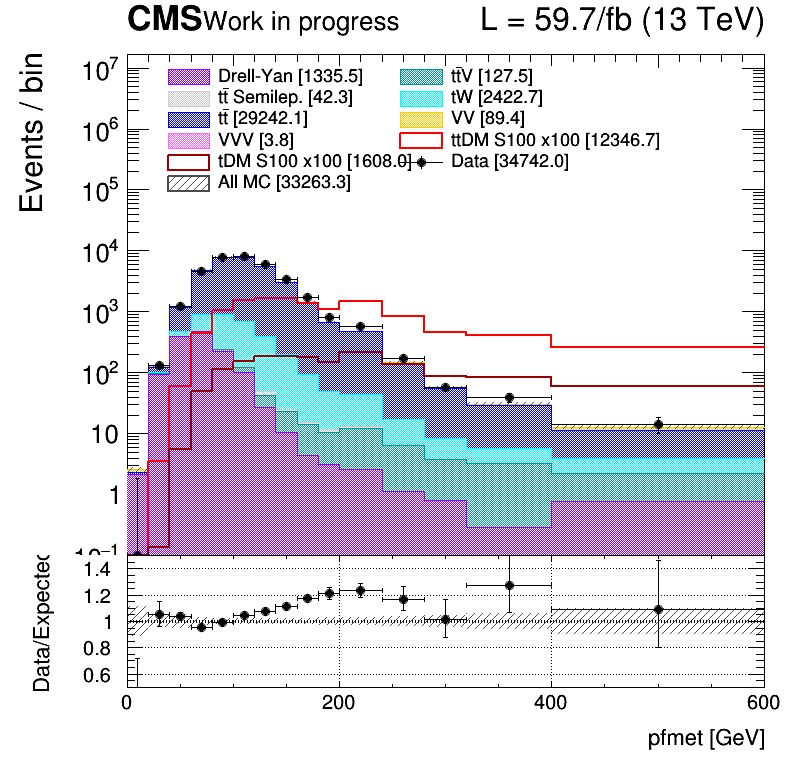 CMS Work in progress L = 59.7/fb (13 TeV)
Events / bin
10⁷
10⁶
10⁵
10⁴
10³
10²
10
1
10⁻¹
Drell-Yan [1335.5] tt̄V [127.5]
tt̄ Semilep. [42.3] tW [2422.7]
tt̄ [29242.1] VV [89.4]
VVV [3.8] ttDM S100 x100 [12346.7]
tDM S100 x100 [1608.0] Data [34742.0]
All MC [33263.3]
Data/Expected
1.4
1.2
1
0.8
0.6
0 200 400 600
pfmet [GeV]